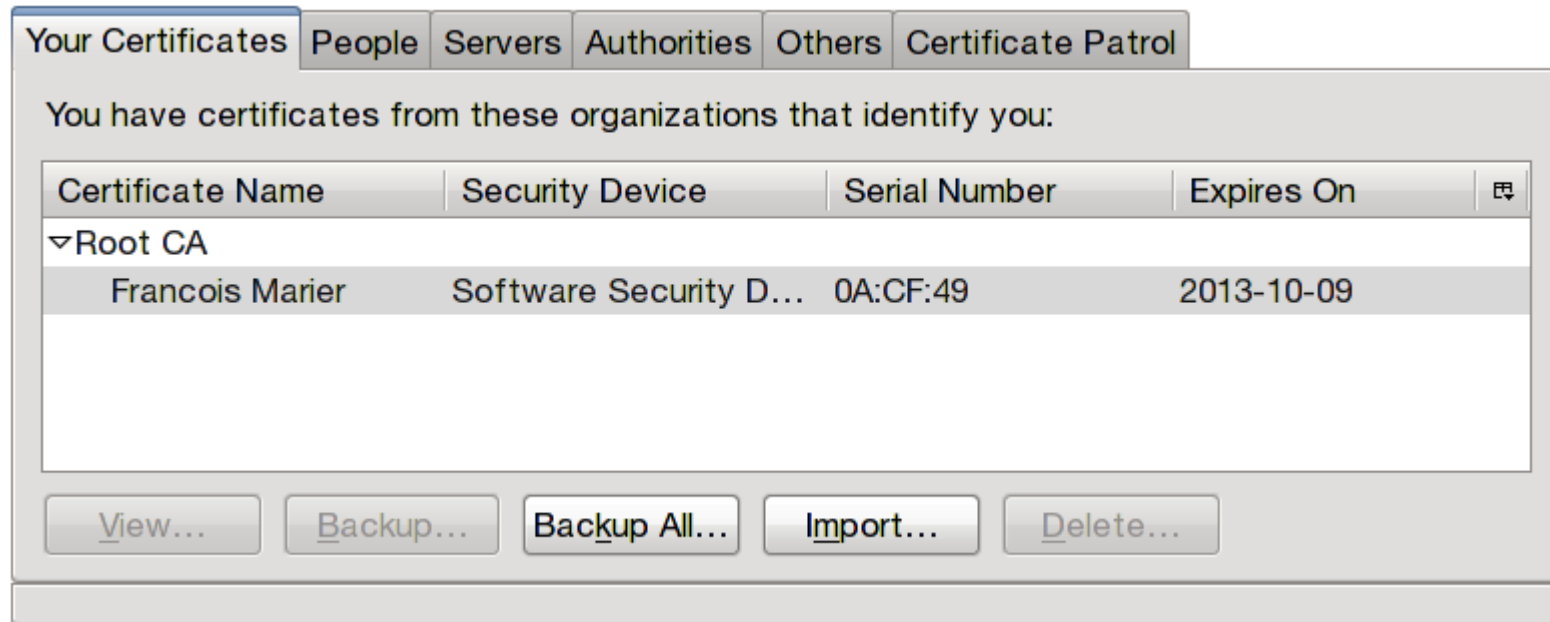 Your Certificates People Servers Authorities Others Certificate Patrol
You have certificates from these organizations that identify you:
Certificate Name Security Device Serial Number Expires On
Root CA
Francois Marier Software Security D... 0A:CF:49 2013-10-09
View... Backup... Backup All... Import... Delete...